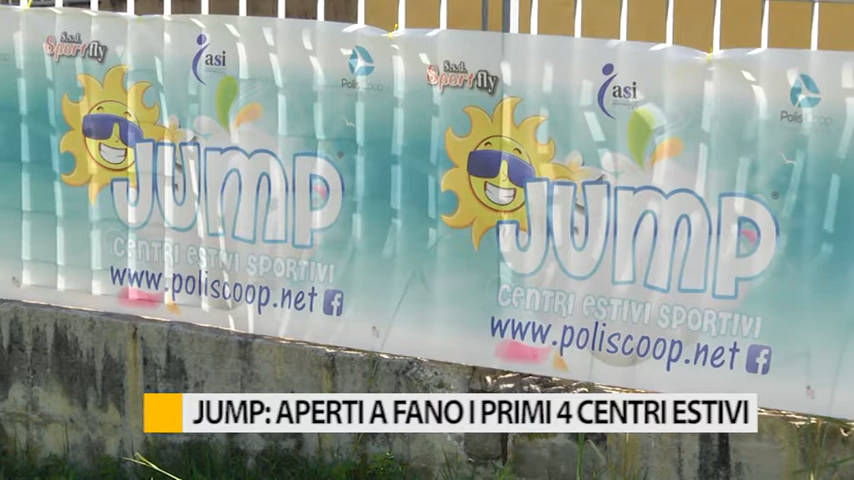 S.s.d.
Sportfly
asi
PolisCoop
JUMP
CENTRI ESTIVI SPORTIVI
www.poliscoop.net f
S.s.d.
Sportfly
asi
PolisCoop
JUMP
CENTRI ESTIVI SPORTIVI
www.poliscoop.net f
JUMP: APERTI A FANO I PRIMI 4 CENTRI ESTIVI